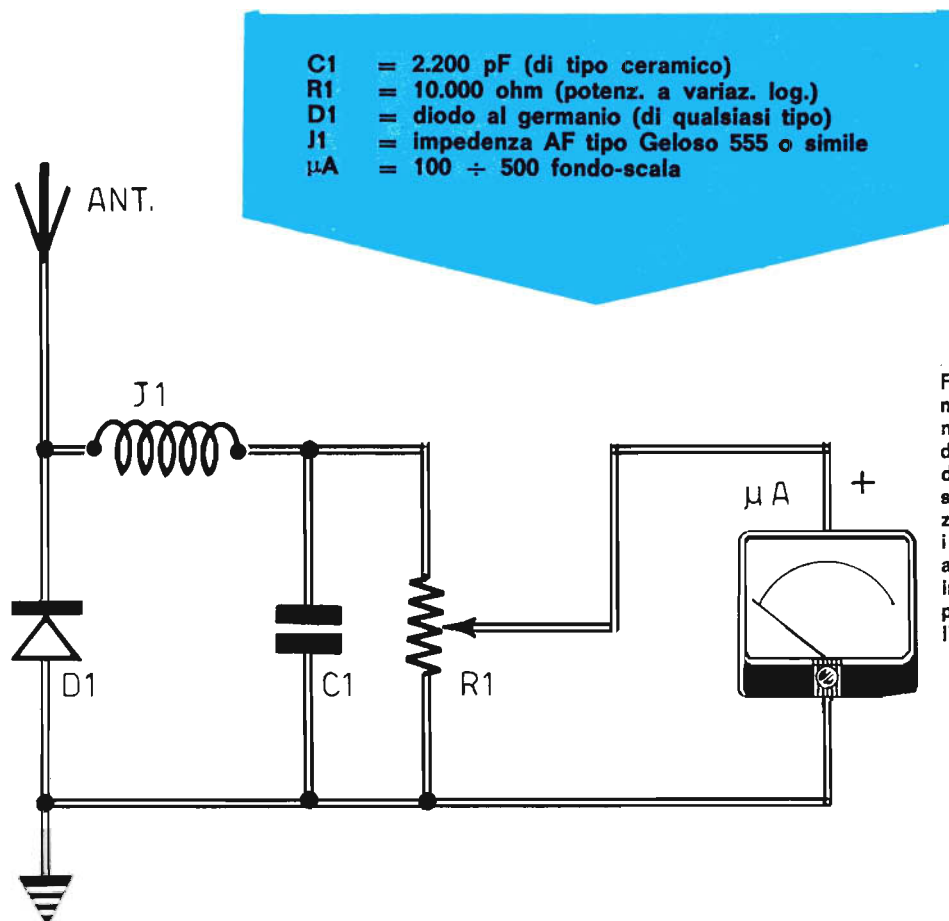 C1 = 2.200 pF (di tipo ceramico)
R1 = 10.000 ohm (potenz. a variaz. log.)
D1 = diodo al germanio (di qualsiasi tipo)
J1 = impedenza AF tipo Geloso 555 o simile
µA = 100 ÷ 500 fondo-scala
ANT.
J1
µA +
D1
C1
R1